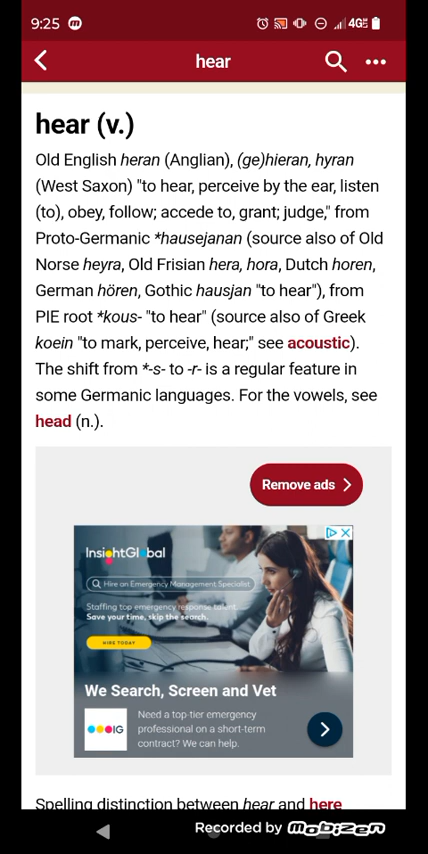 9:25
4G
hear
hear (v.)
Old English heran (Anglian), (ge)hieran, hyran
(West Saxon) "to hear, perceive by the ear, listen
(to), obey, follow; accede to, grant; judge," from
Proto-Germanic *hausejanan (source also of Old
Norse heyra, Old Frisian hera, hora, Dutch horen,
German hören, Gothic hausjan "to hear"), from
PIE root *kous- "to hear" (source also of Greek
koein "to mark, perceive, hear;" see acoustic).
The shift from *-s- to -r- is a regular feature in
some Germanic languages. For the vowels, see
head (n.).
Remove ads
InsightGlobal
Hire an Emergency Management Specialist
Staffing top emergency response talent.
Save your time, skip the search.
HIRE TODAY
We Search, Screen and Vet
IG
Need a top-tier emergency
professional on a short-term
contract? We can help.
Spelling distinction between hear and here
Recorded by Mobizen